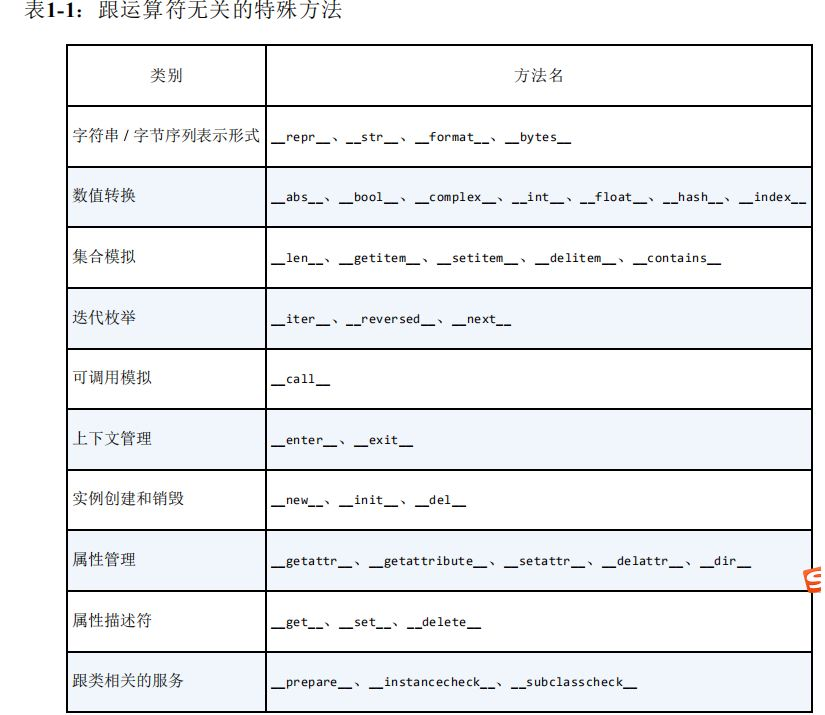 表1-1：跟运算符无关的特殊方法
类别 方法名
字符串 / 字节序列表示形式 __repr__、__str__、__format__、__bytes__
数值转换 __abs__、__bool__、__complex__、__int__、__float__、__hash__、__index__
集合模拟 __len__、__getitem__、__setitem__、__delitem__、__contains__
迭代枚举 __iter__、__reversed__、__next__
可调用模拟 __call__
上下文管理 __enter__、__exit__
实例创建和销毁 __new__、__init__、__del__
属性管理 __getattr__、__getattribute__、__setattr__、__delattr__、__dir__
属性描述符 __get__、__set__、__delete__
跟类相关的服务 __prepare__、__instancecheck__、__subclasscheck__